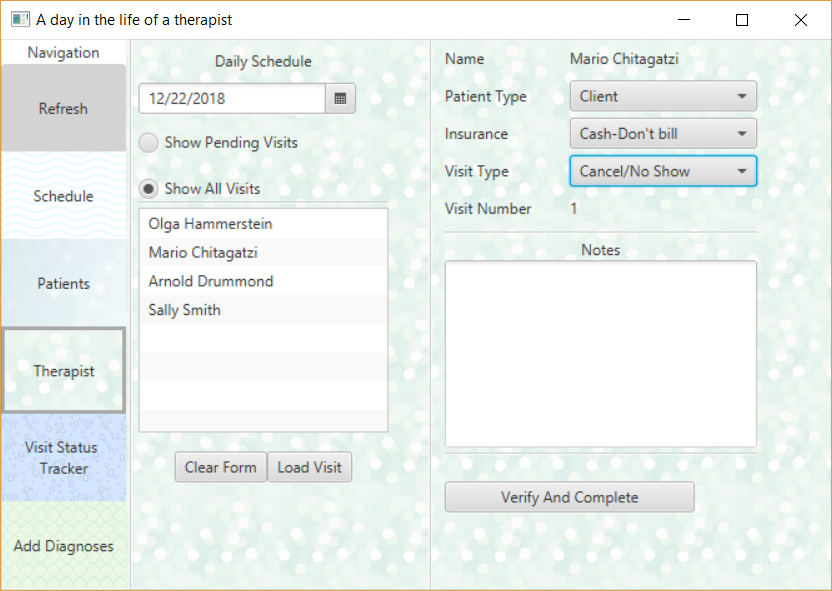 A day in the life of a therapist
Navigation
Refresh
Schedule
Patients
Therapist
Visit Status
Tracker
Add Diagnoses
Daily Schedule
12/22/2018
Show Pending Visits
Show All Visits
Olga Hammerstein
Mario Chitagatzi
Arnold Drummond
Sally Smith
Clear Form
Load Visit
Name Mario Chitagatzi
Patient Type Client
Insurance Cash-Don't bill
Visit Type Cancel/No Show
Visit Number 1
Notes
Verify And Complete